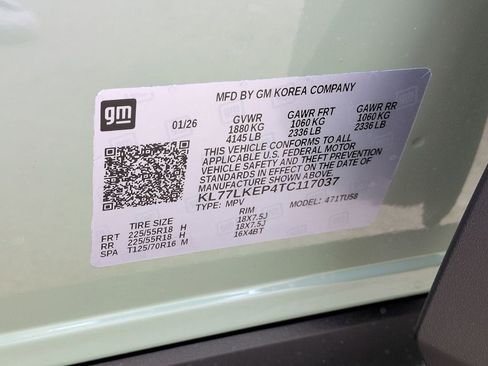 gm
MFD BY GM KOREA COMPANY
01/26 GVWR GAWR FRT GAWR RR
1880 KG 1060 KG 1060 KG
4145 LB 2336 LB 2336 LB
THIS VEHICLE CONFORMS TO ALL
APPLICABLE U.S. FEDERAL MOTOR
VEHICLE SAFETY AND THEFT PREVENTION
STANDARDS IN EFFECT ON THE DATE OF
MANUFACTURE SHOWN ABOVE.
KL77LKEP4TC117037
TYPE: MPV MODEL: 1TU58
TIRE SIZE RIM
FRT 225/55R18 H 18X7.5J
RR 225/55R18 H 18X7.5J
SPA T125/70R16 M 16X4BT